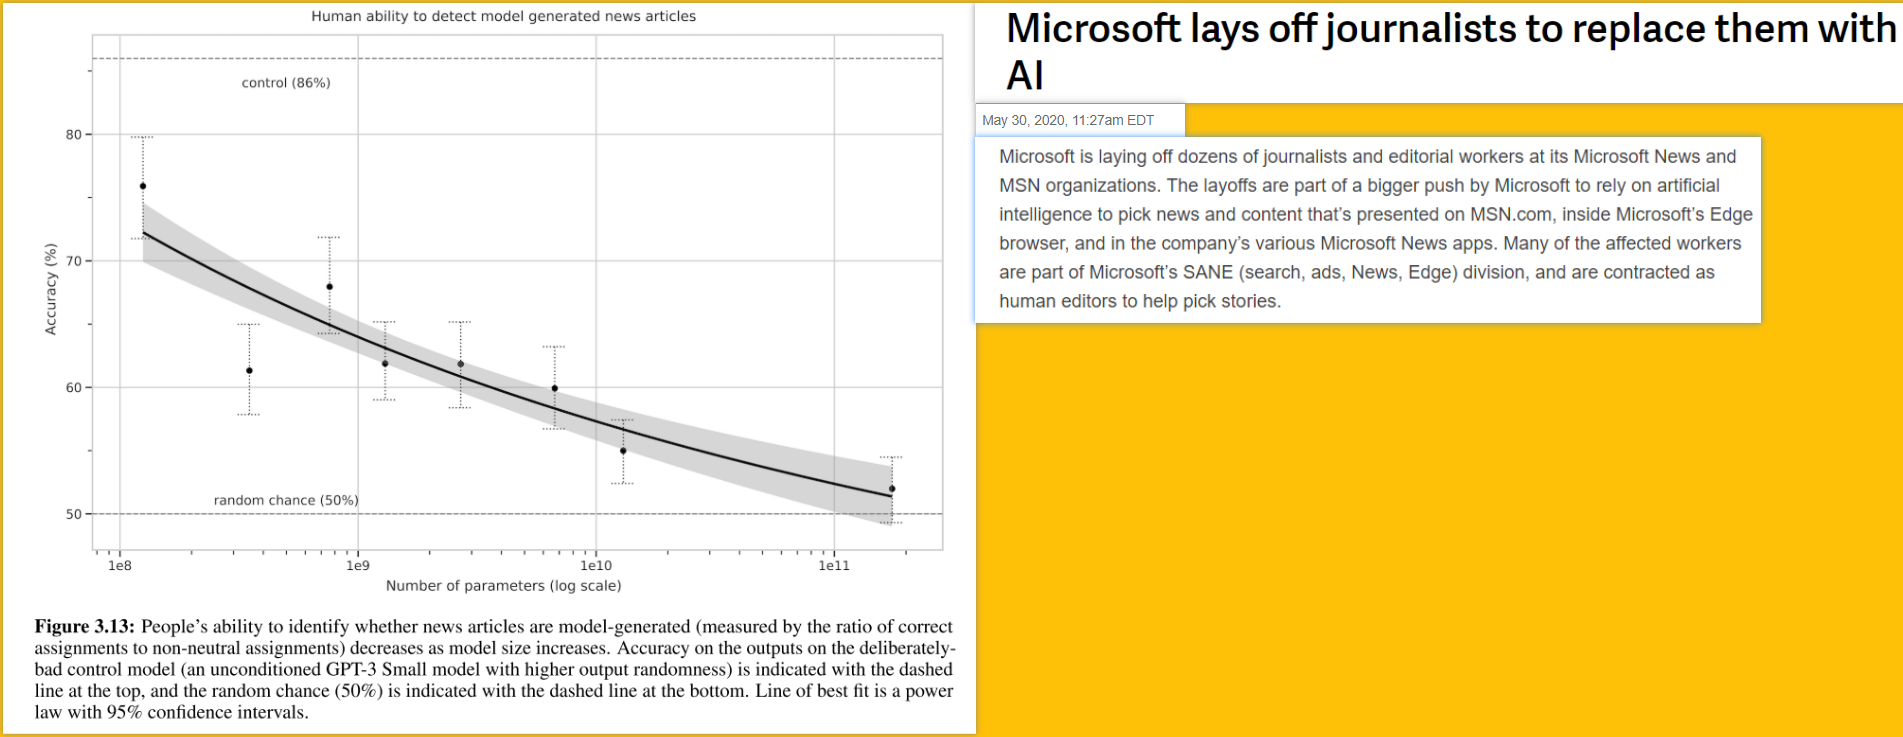 Human ability to detect model generated news articles
control (86%)
80
70
60
50
Accuracy (%)
random chance (50%)
1e8
1e9
1e10
1e11
Number of parameters (log scale)
Figure 3.13: People's ability to identify whether news articles are model-generated (measured by the ratio of correct
assignments to non-neutral assignments) decreases as model size increases. Accuracy on the outputs on the deliberately-
bad control model (an unconditioned GPT-3 Small model with higher output randomness) is indicated with the dashed
line at the top, and the random chance (50%) is indicated with the dashed line at the bottom. Line of best fit is a power
law with 95% confidence intervals.
Microsoft lays off journalists to replace them with
AI
May 30, 2020, 11:27am EDT
Microsoft is laying off dozens of journalists and editorial workers at its Microsoft News and
MSN organizations. The layoffs are part of a bigger push by Microsoft to rely on artificial
intelligence to pick news and content that's presented on MSN.com, inside Microsoft's Edge
browser, and in the company's various Microsoft News apps. Many of the affected workers
are part of Microsoft's SANE (search, ads, News, Edge) division, and are contracted as
human editors to help pick stories.